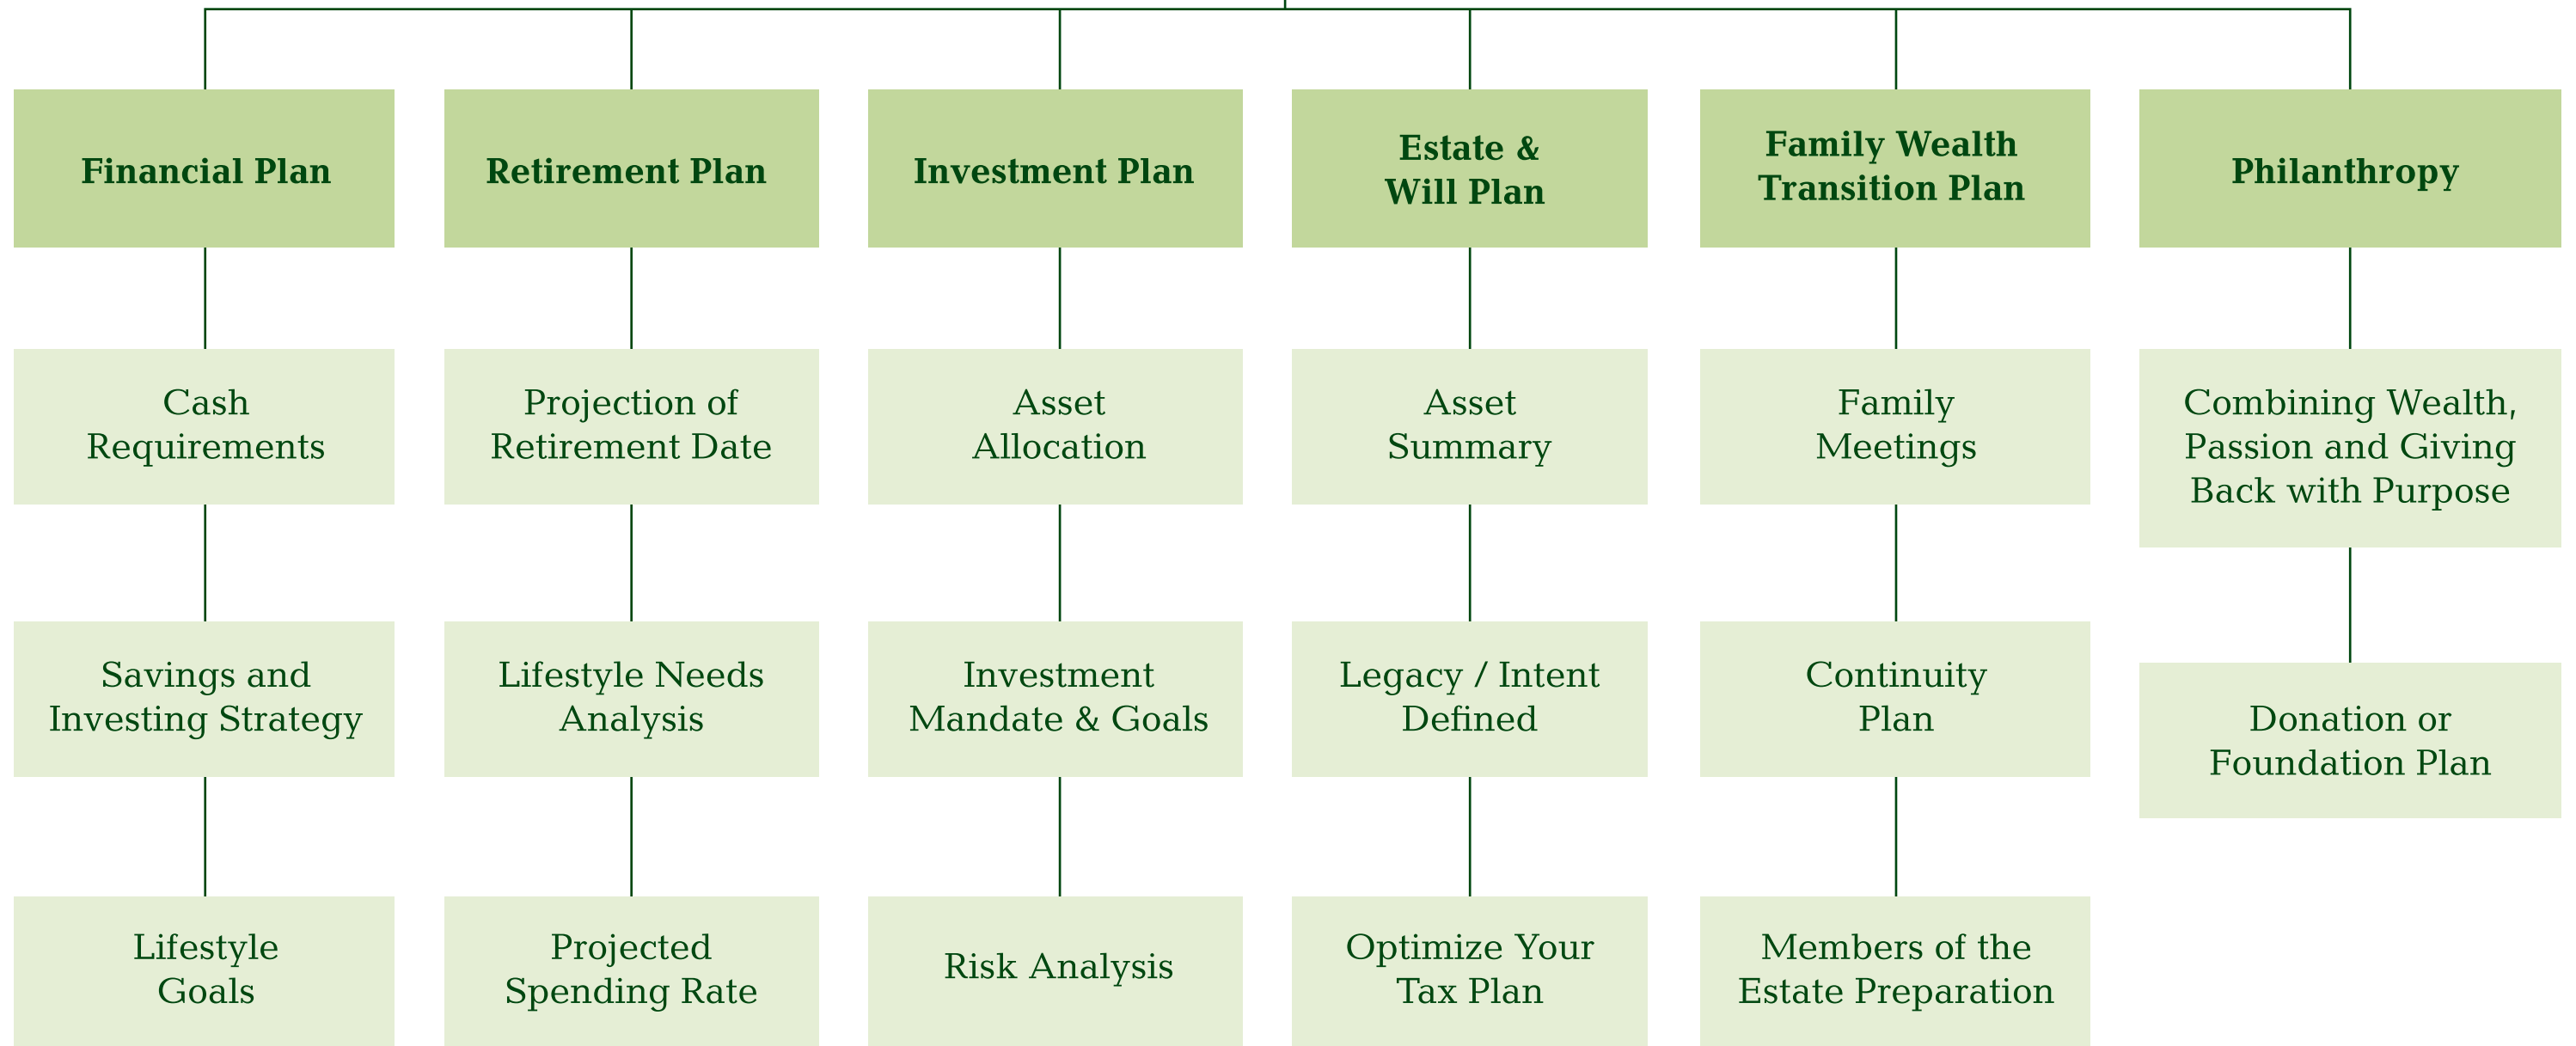 Financial Plan
Retirement Plan
Investment Plan
Estate &
Will Plan
Family Wealth
Transition Plan
Philanthropy
Cash
Requirements
Projection of
Retirement Date
Asset
Allocation
Asset
Summary
Family
Meetings
Combining Wealth,
Passion and Giving
Back with Purpose
Savings and
Investing Strategy
Lifestyle Needs
Analysis
Investment
Mandate & Goals
Legacy / Intent
Defined
Continuity
Plan
Donation or
Foundation Plan
Lifestyle
Goals
Projected
Spending Rate
Risk Analysis
Optimize Your
Tax Plan
Members of the
Estate Preparation